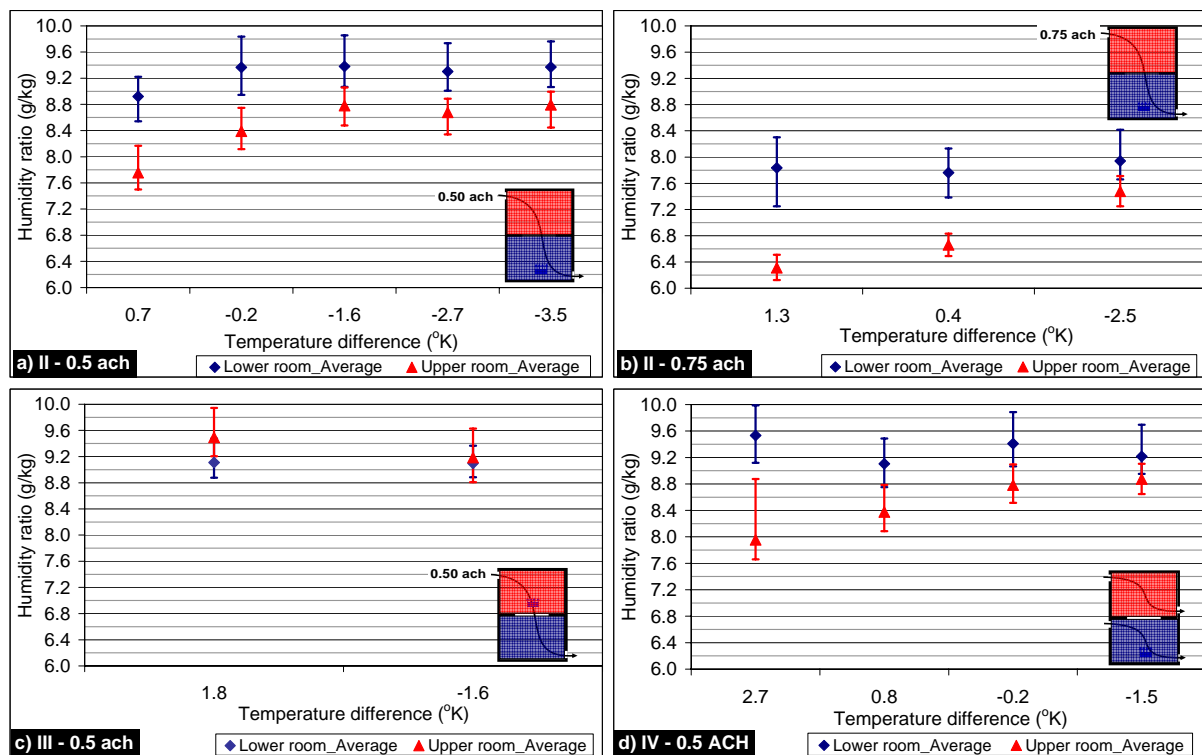 10.0
9.6
9.2
8.8
8.4
8.0
7.6
7.2
6.8
6.4
6.0
Humidity ratio (g/kg)
0.50 ach
0.7 -0.2 -1.6 -2.7 -3.5
Temperature difference (°K)
a) II - 0.5 ach
Lower room_Average Upper room_Average
10.0
9.6
9.2
8.8
8.4
8.0
7.6
7.2
6.8
6.4
6.0
Humidity ratio (g/kg)
0.75 ach
1.3 0.4 -2.5
Temperature difference (°K)
b) II - 0.75 ach
Lower room_Average Upper room_Average
10.0
9.6
9.2
8.8
8.4
8.0
7.6
7.2
6.8
6.4
6.0
Humidity ratio (g/kg)
0.50 ach
1.8 -1.6
Temperature difference (°K)
c) III - 0.5 ach
Lower room_Average Upper room_Average
10.0
9.6
9.2
8.8
8.4
8.0
7.6
7.2
6.8
6.4
6.0
Humidity ratio (g/kg)
2.7 0.8 -0.2 -1.5
Temperature difference (°K)
d) IV - 0.5 ACH
Lower room_Average Upper room_Average